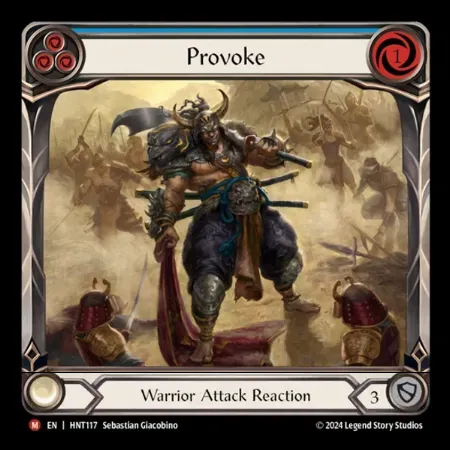 Provoke
1
Warrior Attack Reaction
3
M EN | HNT117 Sebastian Giacobino © 2024 Legend Story Studios